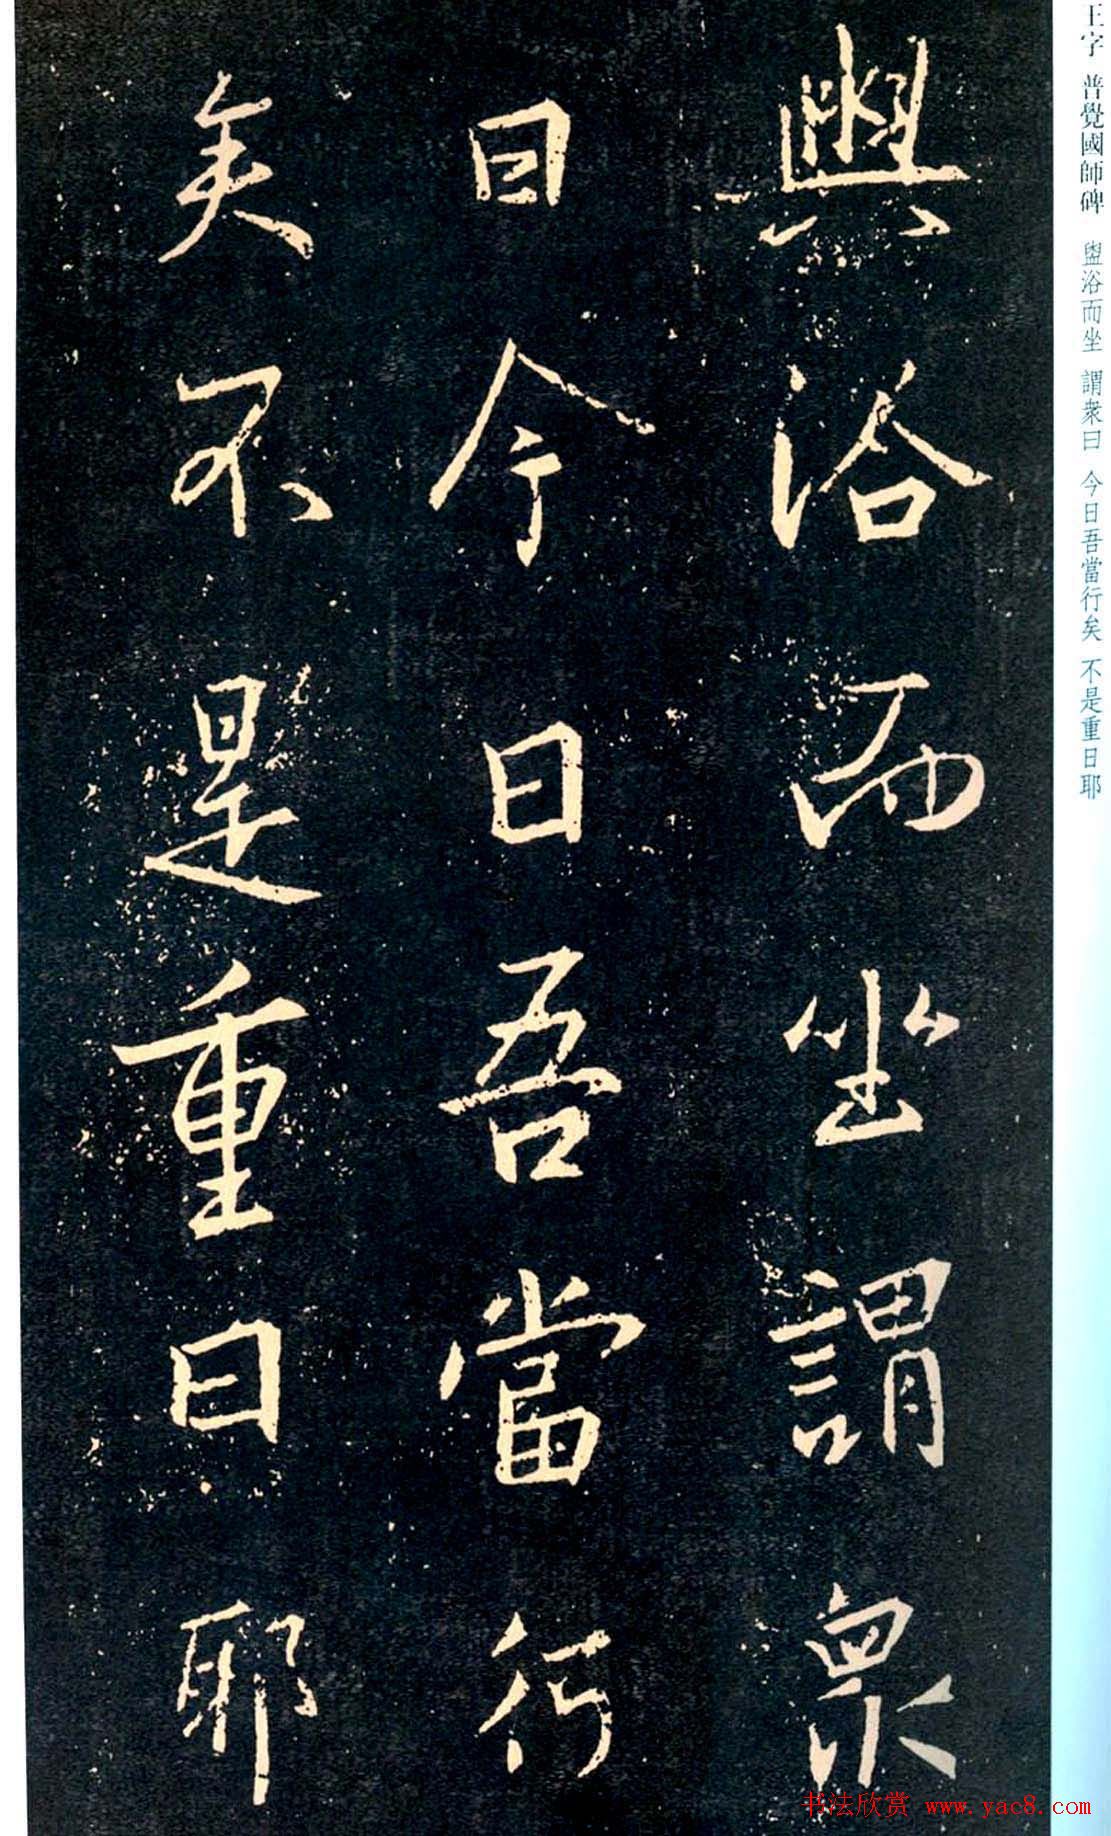 王字 普覺國師碑 盥浴而坐 謂衆曰 今日吾當行矣 不是重日耶
盥浴而坐謂衆
曰今日吾當行
矣不是重日耶
书法欣赏 www.yac8.com